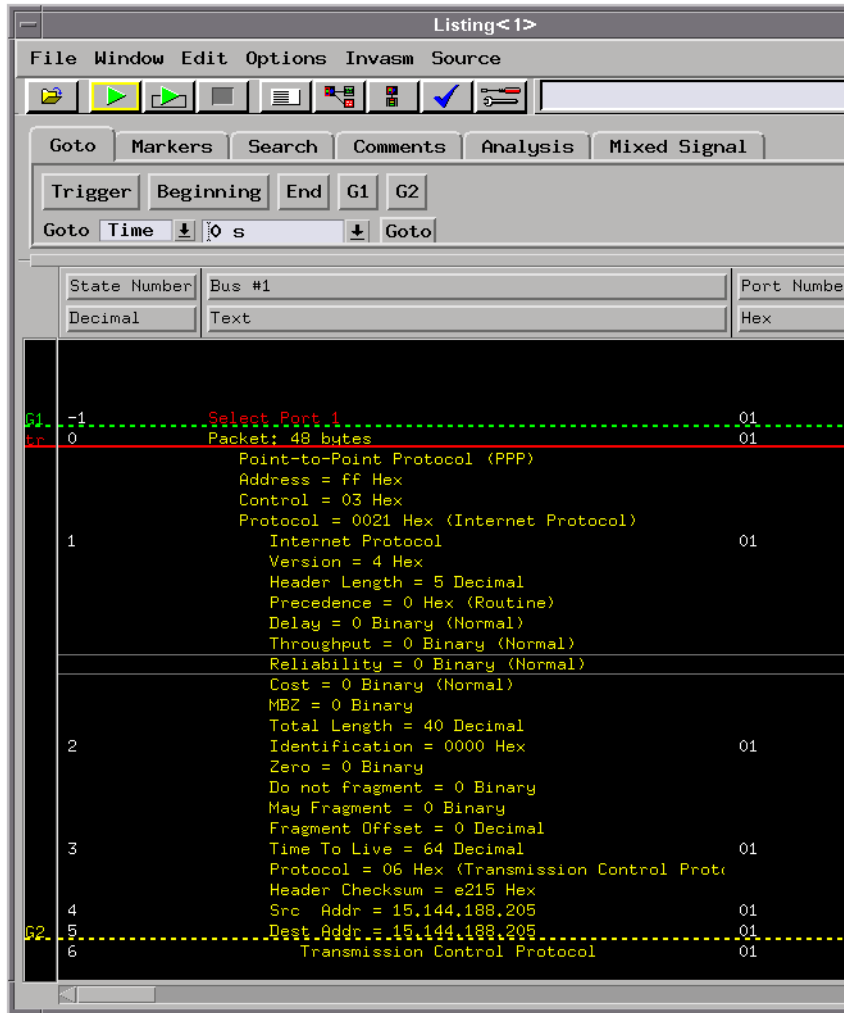 Listing<1>
File Window Edit Options Invasm Source
Goto Markers Search Comments Analysis Mixed Signal
Trigger Beginning End G1 G2
Goto Time 0 s Goto
State Number Bus #1 Port Numbe
Decimal Text Hex
G1 -1 Select Port 1 01
tr 0 Packet: 48 bytes 01
Point-to-Point Protocol (PPP)
Address = ff Hex
Control = 03 Hex
Protocol = 0021 Hex (Internet Protocol)
1 Internet Protocol 01
Version = 4 Hex
Header Length = 5 Decimal
Precedence = 0 Hex (Routine)
Delay = 0 Binary (Normal)
Throughput = 0 Binary (Normal)
Reliability = 0 Binary (Normal)
Cost = 0 Binary (Normal)
MBZ = 0 Binary
Total Length = 40 Decimal
2 Identification = 0000 Hex 01
Zero = 0 Binary
Do not fragment = 0 Binary
May Fragment = 0 Binary
Fragment Offset = 0 Decimal
3 Time To Live = 64 Decimal 01
Protocol = 06 Hex (Transmission Control Proto
Header Checksum = e215 Hex
4 Src Addr = 15.144.188.205 01
G2 5 Dest Addr = 15.144.188.205 01
6 Transmission Control Protocol 01